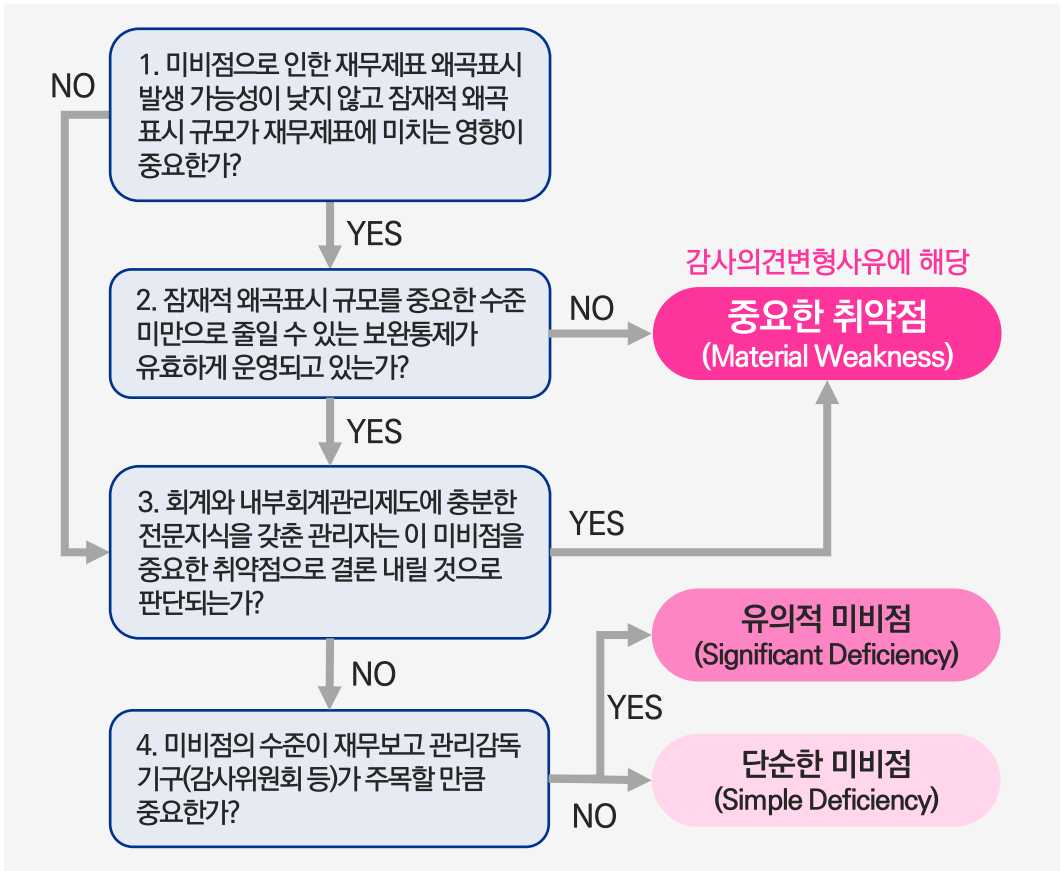 NO
1. 미비점으로 인한 재무제표 왜곡표시
발생 가능성이 낮지 않고 잠재적 왜곡
표시 규모가 재무제표에 미치는 영향이
중요한가?
YES
감사의견변형사유에 해당
2. 잠재적 왜곡표시 규모를 중요한 수준
미만으로 줄일 수 있는 보완통제가
유효하게 운영되고 있는가?
NO
중요한 취약점
(Material Weakness)
YES
3. 회계와 내부회계관리제도에 충분한
전문지식을 갖춘 관리자는 이 미비점을
중요한 취약점으로 결론 내릴 것으로
판단되는가?
YES
NO
유의적 미비점
(Significant Deficiency)
YES
4. 미비점의 수준이 재무보고 관리감독
기구(감사위원회 등)가 주목할 만큼
중요한가?
NO
단순한 미비점
(Simple Deficiency)